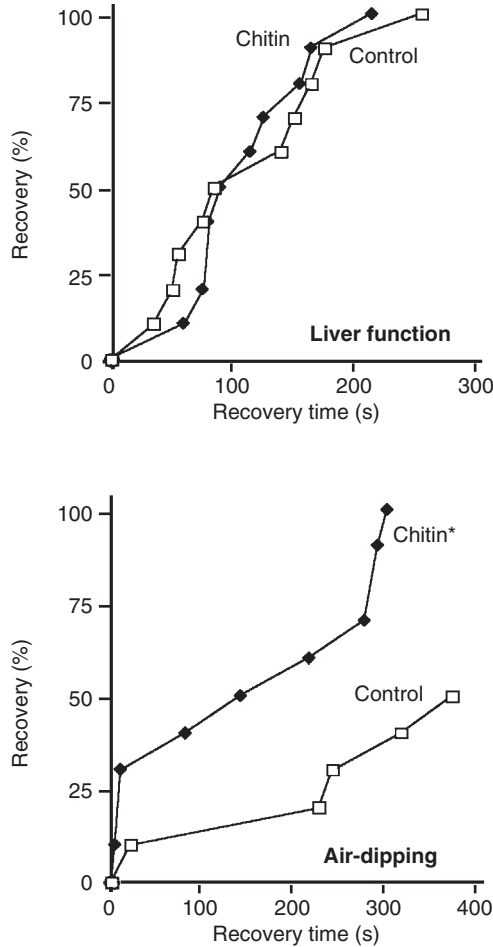 100
Chitin
Control
75
Recovery (%)
50
25
Liver function
0
0 100 200 300
Recovery time (s)
100
Chitin*
75
Recovery (%)
Control
50
25
Air-dipping
0
0 100 200 300 400
Recovery time (s)